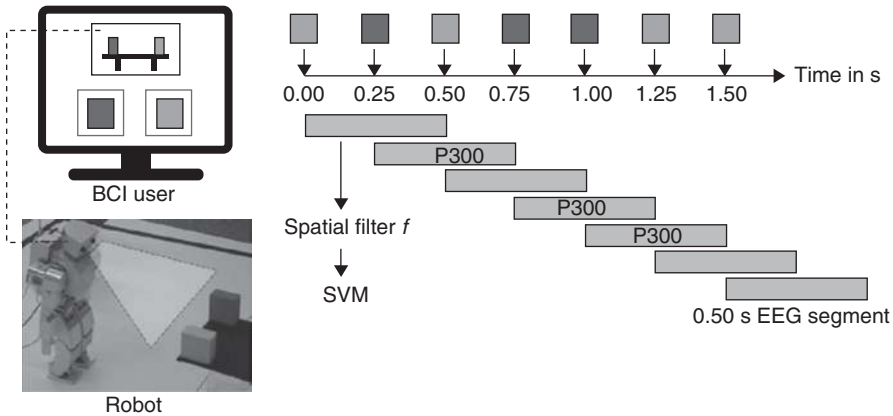 BCI user
Robot
Time in s
0.00 0.25 0.50 0.75 1.00 1.25 1.50
P300
P300
P300
Spatial filter f
SVM
0.50 s EEG segment